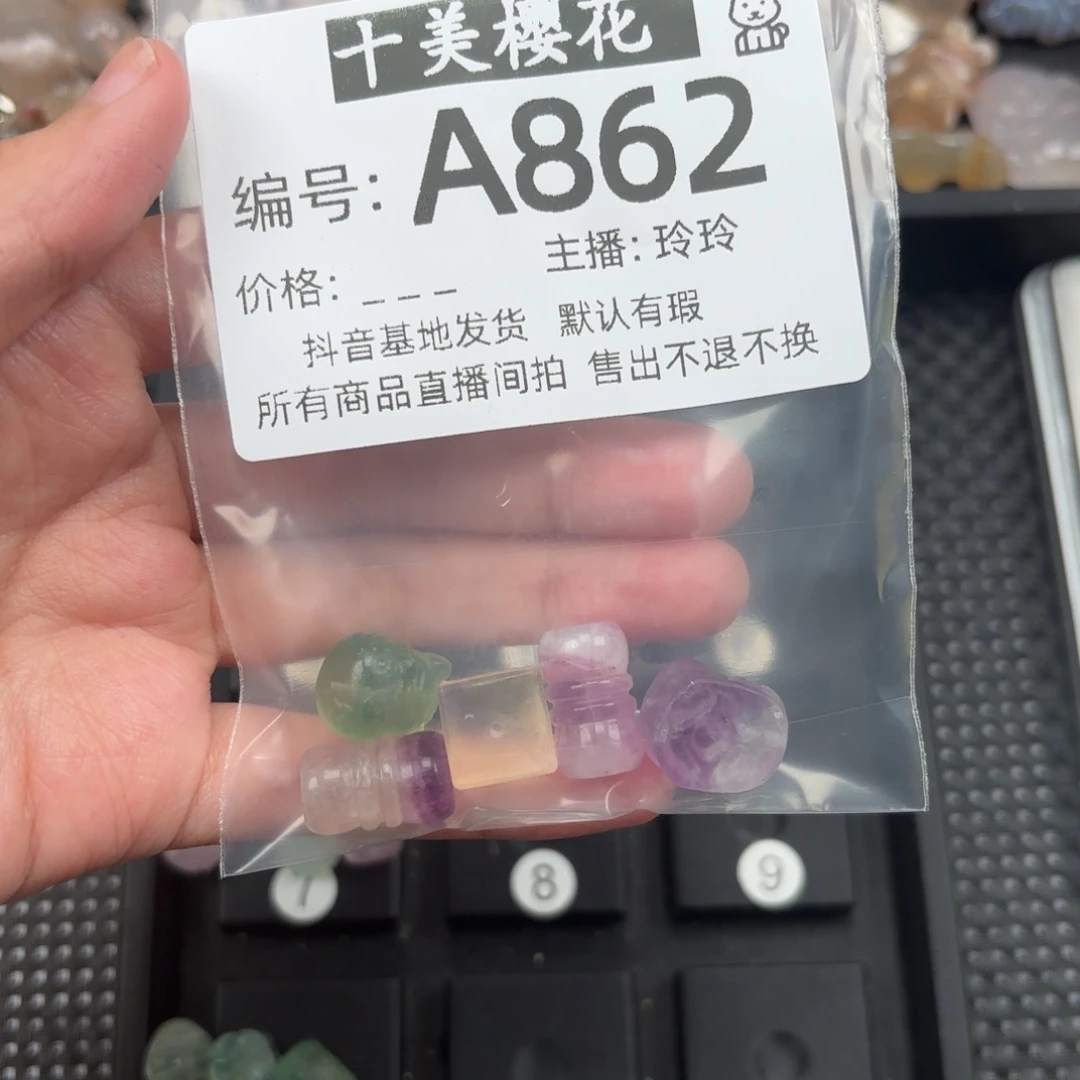 十美樱花
编号: A862
价格: _ _ _ 主播: 玲玲
抖音基地发货 默认有瑕
所有商品直播间拍 售出不退不换
7 8 9